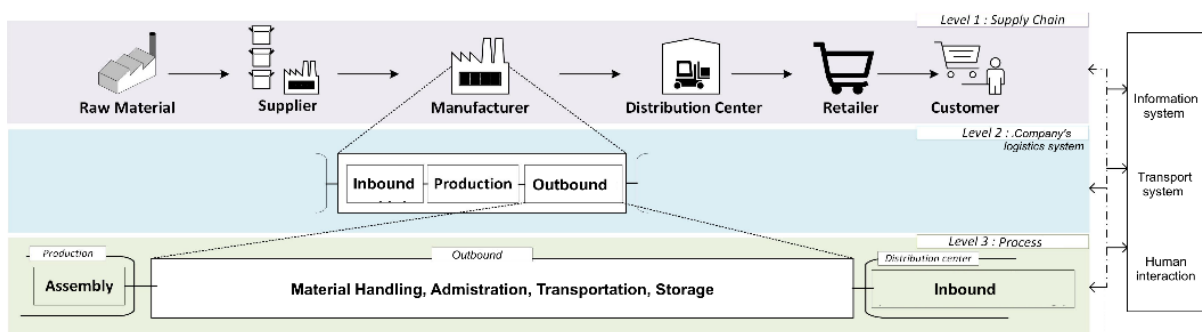 Level 1 : Supply Chain
Raw Material
Supplier
Manufacturer
Distribution Center
Retailer
Customer
Level 2 : .Company's
logistics system
Inbound
Production
Outbound
Level 3 : Process
Production
Assembly
Outbound
Material Handling, Admistration, Transportation, Storage
Distribution center
Inbound
Information
system
Transport
system
Human
interaction